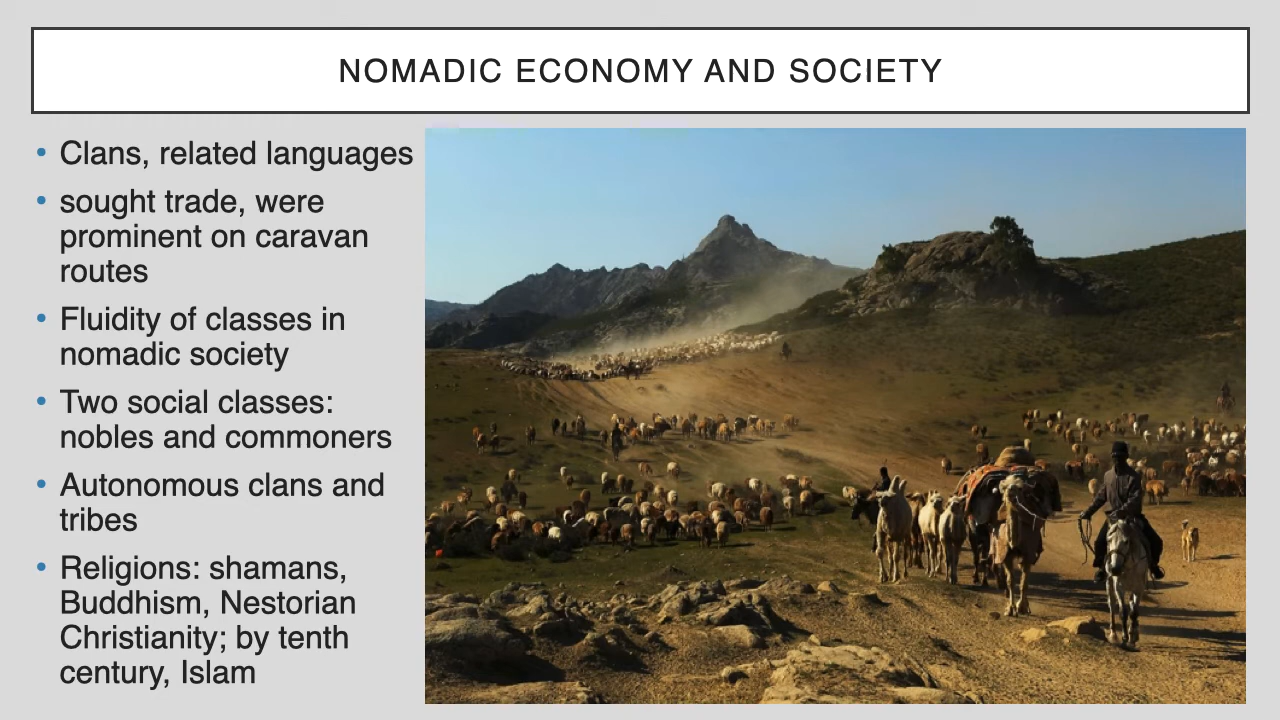 NOMADIC ECONOMY AND SOCIETY
• Clans, related languages
• sought trade, were
prominent on caravan
routes
• Fluidity of classes in
nomadic society
• Two social classes:
nobles and commoners
• Autonomous clans and
tribes
• Religions: shamans,
Buddhism, Nestorian
Christianity; by tenth
century, Islam